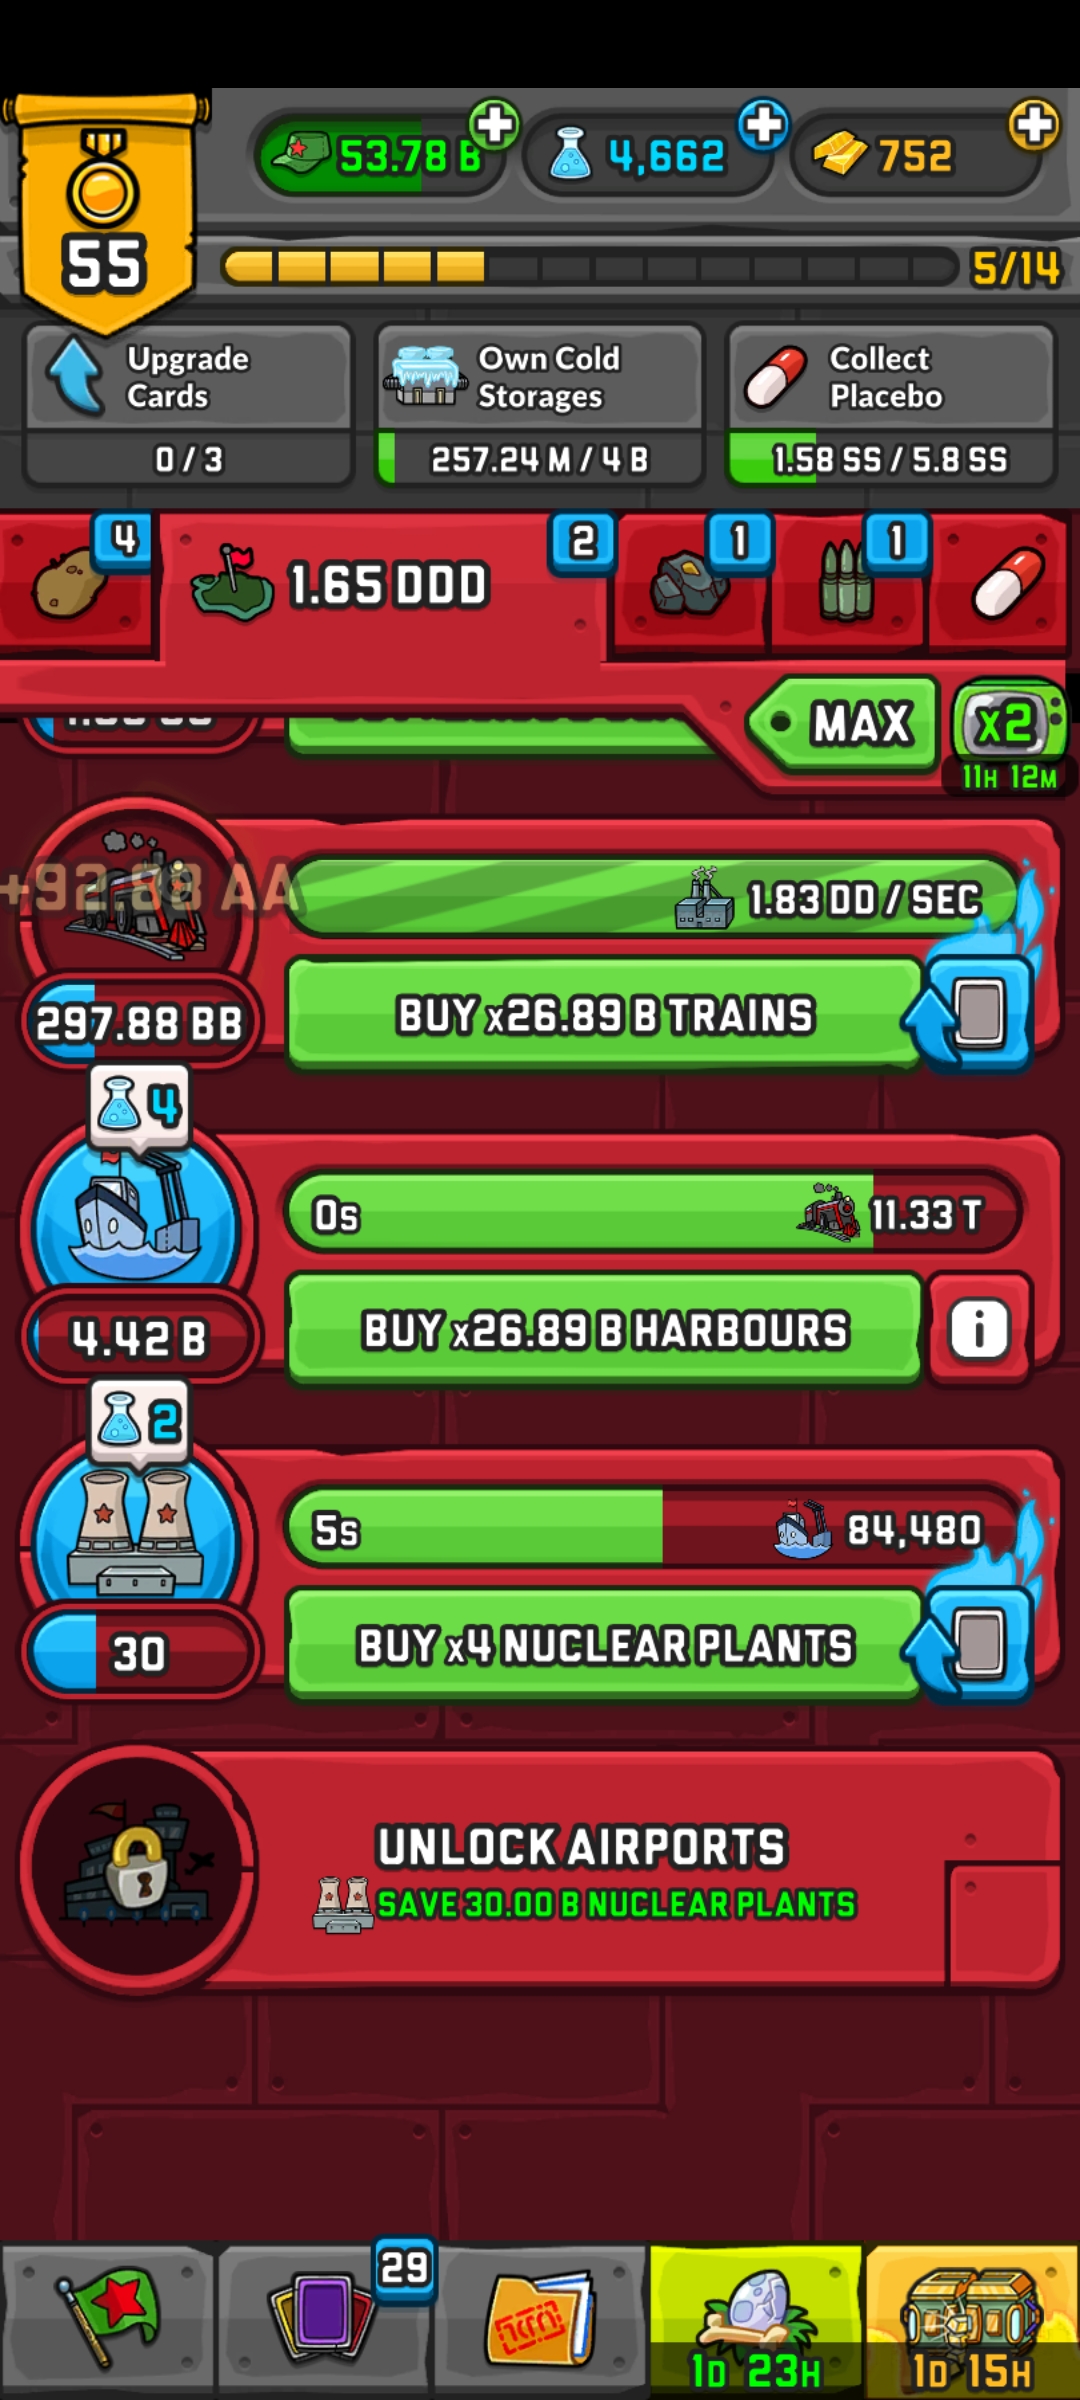 53.78 B
4,662
752
55
5/14
Upgrade
Cards
0 / 3
Own Cold
Storages
257.24 M / 4 B
Collect
Placebo
1.58 SS / 5.8 SS
4
1.65 DDD
2
1
1
MAX
x2
11H 12M
+92.88 AA
1.83 DD / SEC
297.88 BB
BUY x26.89 B TRAINS
4
0s
11.33 T
4.42 B
BUY x26.89 B HARBOURS
i
2
5s
84,480
30
BUY x4 NUCLEAR PLANTS
UNLOCK AIRPORTS
SAVE 30.00 B NUCLEAR PLANTS
29
1D 23H
1D 15H